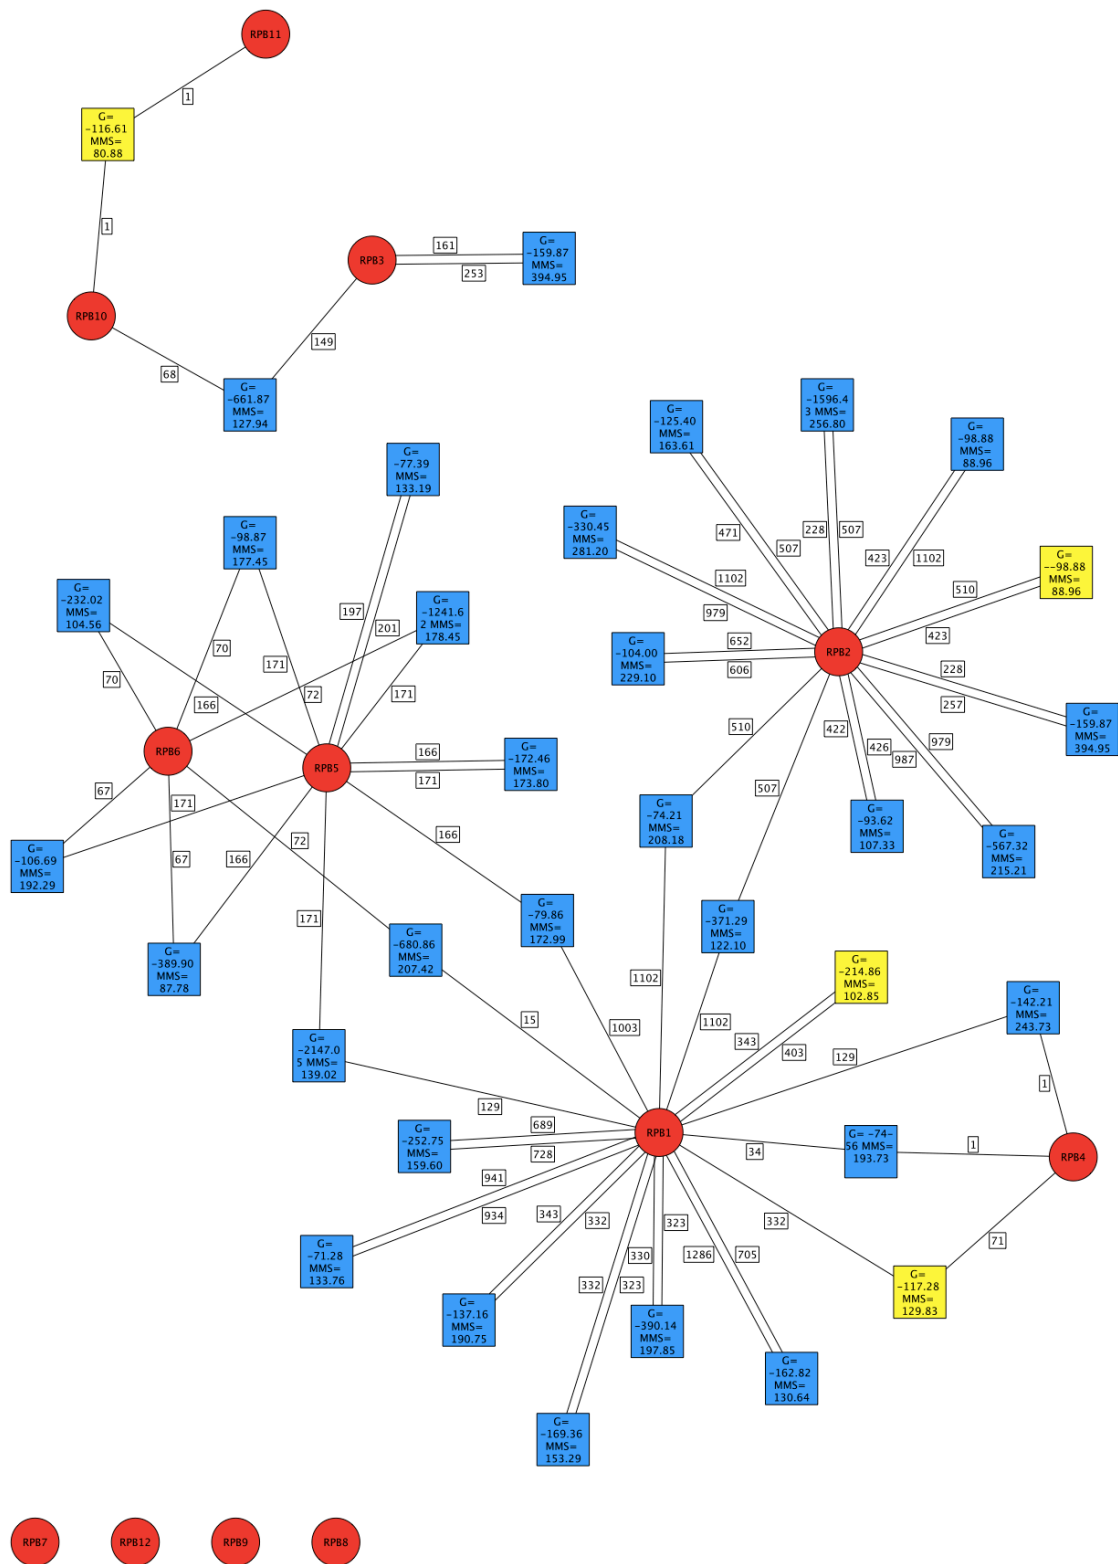 RPB11
1
G=
-116.61
MMS=
80.88
1
RPB3
161
253
G=
-159.87
MMS=
394.95
RPB10
149
68
G=
-661.87
MMS=
127.94
G=
-125.40
MMS=
163.61
G=
-1596.4
3 MMS=
256.80
G=
-98.88
MMS=
88.96
G=
-77.39
MMS=
133.19
G=
-98.87
MMS=
177.45
G=
-330.45
MMS=
281.20
471
507
228
507
423
1102
G=
--98.88
MMS=
88.96
G=
-232.02
MMS=
104.56
G=
-1241.6
2 MMS=
178.45
197
201
1102
979
510
423
70
70
171
72
171
166
G=
-104.00
MMS=
229.10
652
606
RPB2
228
257
G=
-159.87
MMS=
394.95
RPB6
RPB5
166
171
G=
-172.46
MMS=
173.80
510
507
422
426
979
987
67
171
67
166
72
166
G=
-74.21
MMS=
208.18
G=
-93.62
MMS=
107.33
G=
-567.32
MMS=
215.21
G=
-106.69
MMS=
192.29
171
G=
-389.90
MMS=
87.78
G=
-680.86
MMS=
207.42
G=
-79.86
MMS=
172.99
G=
-371.29
MMS=
122.10
G=
-214.86
MMS=
102.85
1102
15
1003
1102
343
403
129
G=
-142.21
MMS=
243.73
G=
-2147.0
5 MMS=
139.02
129
1
G=
-252.75
MMS=
159.60
689
728
RPB1
34
G= -74-
56 MMS=
193.73
1
RPB4
941
934
343
332
332
323
330
323
1286
705
332
71
G=
-71.28
MMS=
133.76
G=
-137.16
MMS=
190.75
G=
-390.14
MMS=
197.85
G=
-117.28
MMS=
129.83
G=
-162.82
MMS=
130.64
G=
-169.36
MMS=
153.29
RPB7
RPB12
RPB9
RPB8